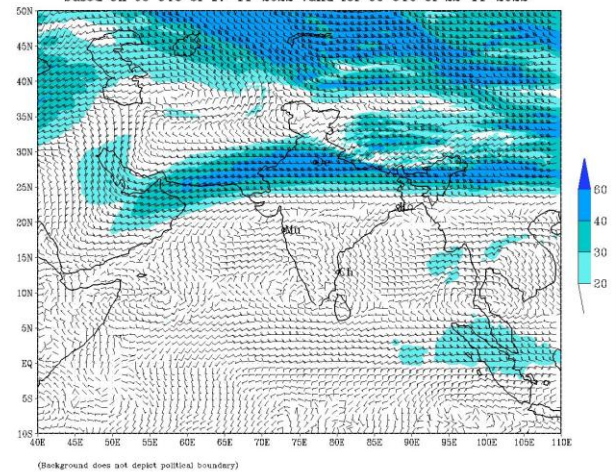 50N
45N
40N
35N
30N
25N
20N
15N
10N
5N
EQ
5S
10S
Mu
Ch
60
40
30
20
40E 45E 50E 55E 60E 65E 70E 75E 80E 85E 90E 95E 100E 105E 110E
(Background does not depict political boundary)